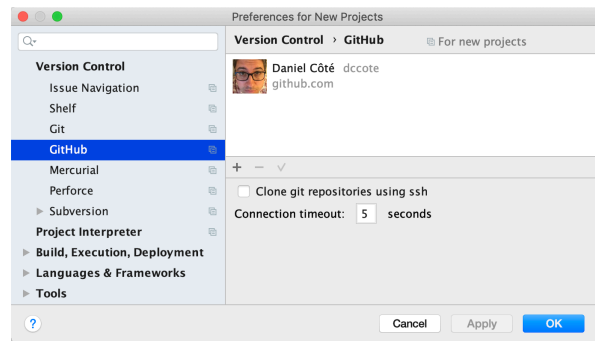 Preferences for New Projects
Version Control › GitHub
For new projects
Version Control
Issue Navigation
Shelf
Git
GitHub
Mercurial
Perforce
Subversion
Project Interpreter
Build, Execution, Deployment
Languages & Frameworks
Tools
Daniel Côté dccote
github.com
Clone git repositories using ssh
Connection timeout: 5 seconds
?
Cancel
Apply
OK